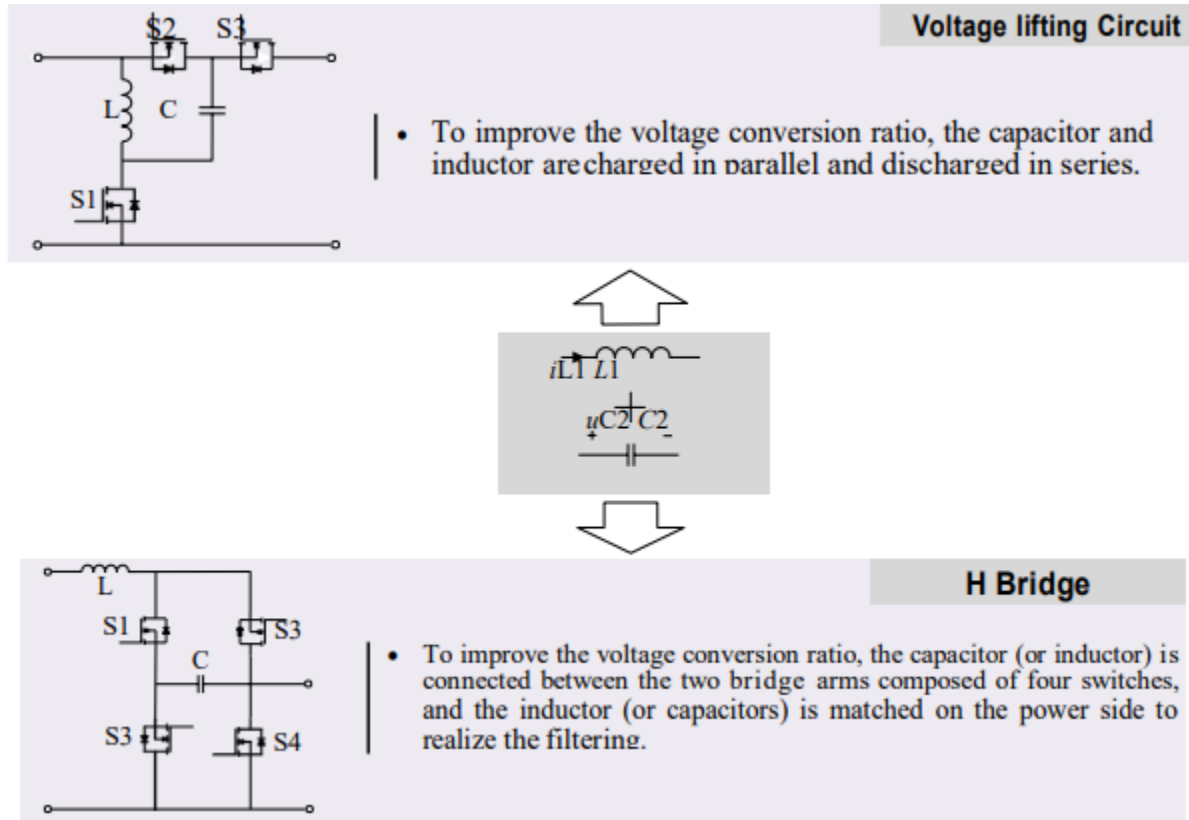 Voltage lifting Circuit
S2 S3
L C
S1
• To improve the voltage conversion ratio, the capacitor and
inductor are charged in parallel and discharged in series.
iL1 L1
uC2 C2
+ -
H Bridge
L
S1 S3
C
S3 S4
• To improve the voltage conversion ratio, the capacitor (or inductor) is
connected between the two bridge arms composed of four switches,
and the inductor (or capacitors) is matched on the power side to
realize the filtering.